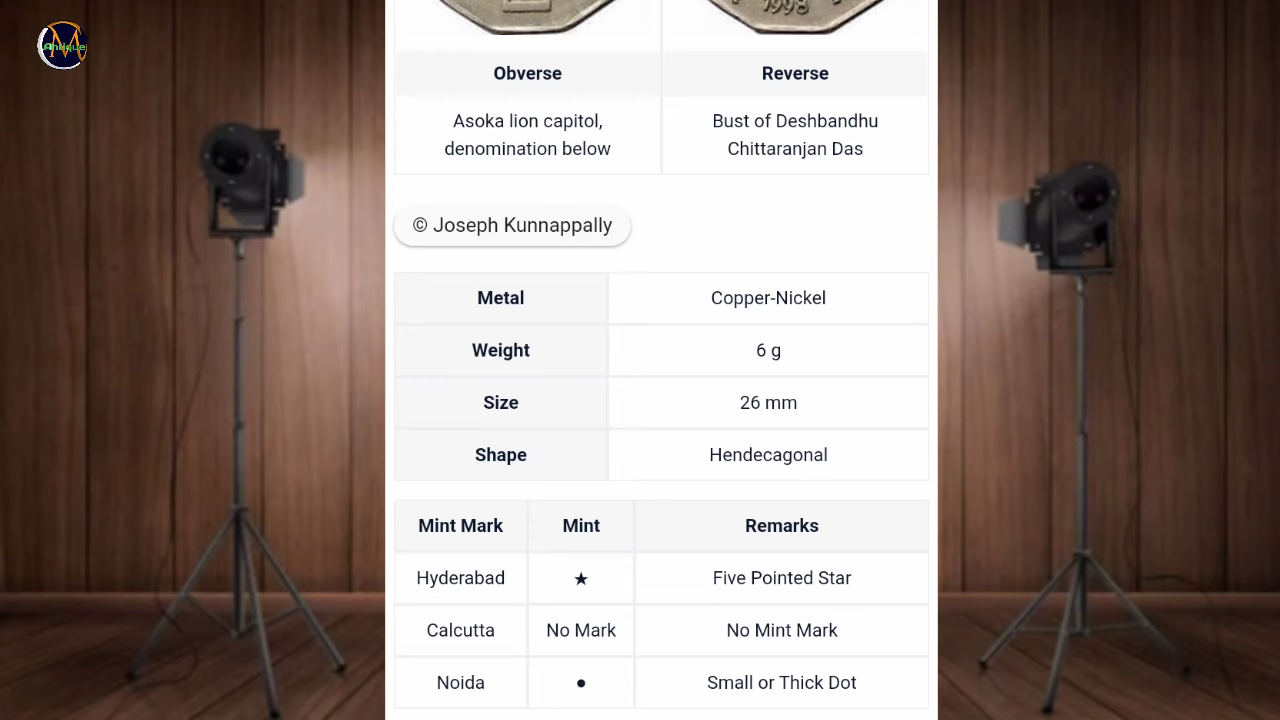 Antique
M
1998
Obverse
Reverse
Asoka lion capitol,
denomination below
Bust of Deshbandhu
Chittaranjan Das
© Joseph Kunnappally
Metal
Copper-Nickel
Weight
6 g
Size
26 mm
Shape
Hendecagonal
Mint Mark
Mint
Remarks
Hyderabad
★
Five Pointed Star
Calcutta
No Mark
No Mint Mark
Noida
●
Small or Thick Dot